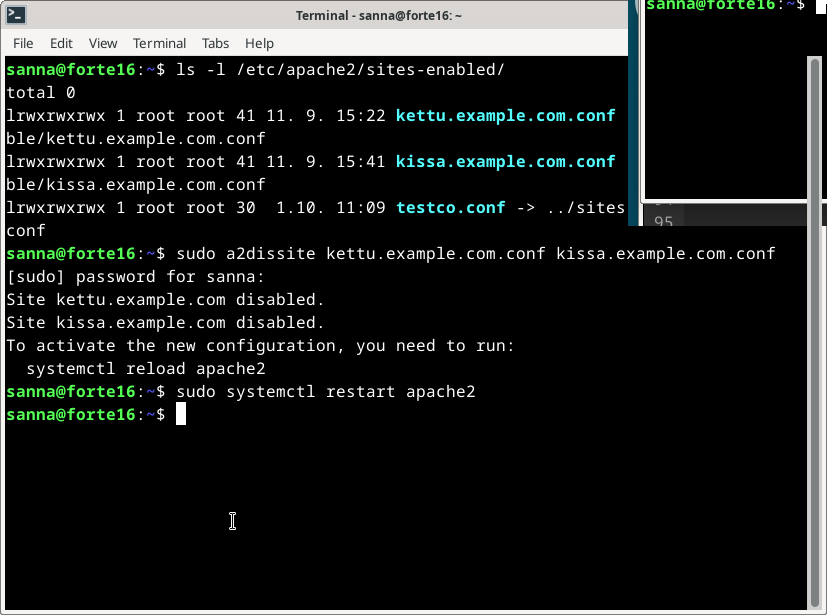 Terminal - sanna@forte16: ~
File Edit View Terminal Tabs Help
sanna@forte16:~$ ls -l /etc/apache2/sites-enabled/
total 0
lrwxrwxrwx 1 root root 41 11. 9. 15:22 kettu.example.com.conf
ble/kettu.example.com.conf
lrwxrwxrwx 1 root root 41 11. 9. 15:41 kissa.example.com.conf
ble/kissa.example.com.conf
lrwxrwxrwx 1 root root 30  1.10. 11:09 testco.conf -> ../sites
conf
sanna@forte16:~$ sudo a2dissite kettu.example.com.conf kissa.example.com.conf
[sudo] password for sanna:
Site kettu.example.com disabled.
Site kissa.example.com disabled.
To activate the new configuration, you need to run:
  systemctl reload apache2
sanna@forte16:~$ sudo systemctl restart apache2
sanna@forte16:~$
sanna@forte16:~$
95